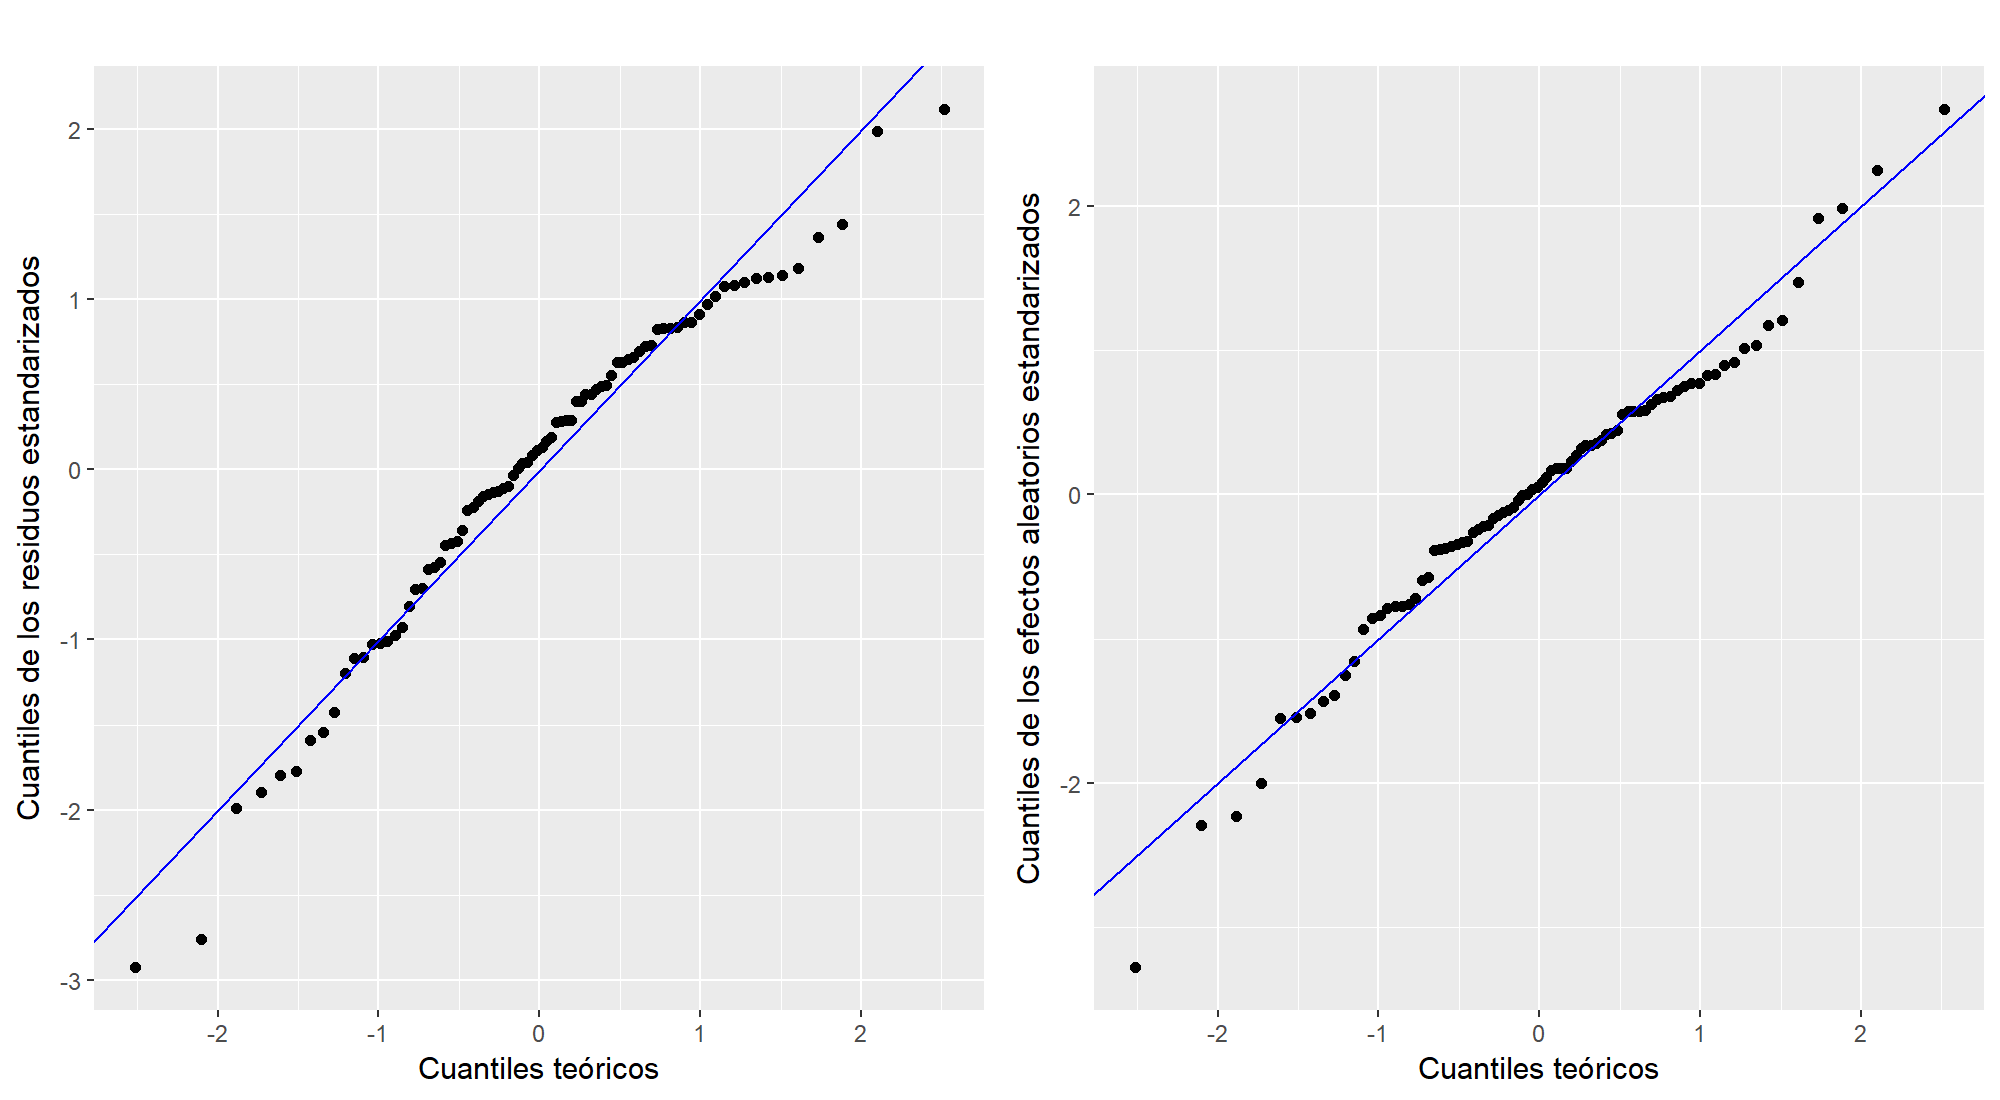 Cuantiles de los residuos estandarizados
2
1
0
-1
-2
-3
-2 -1 0 1 2
Cuantiles teóricos
Cuantiles de los efectos aleatorios estandarizados
2
0
-2
-2 -1 0 1 2
Cuantiles teóricos